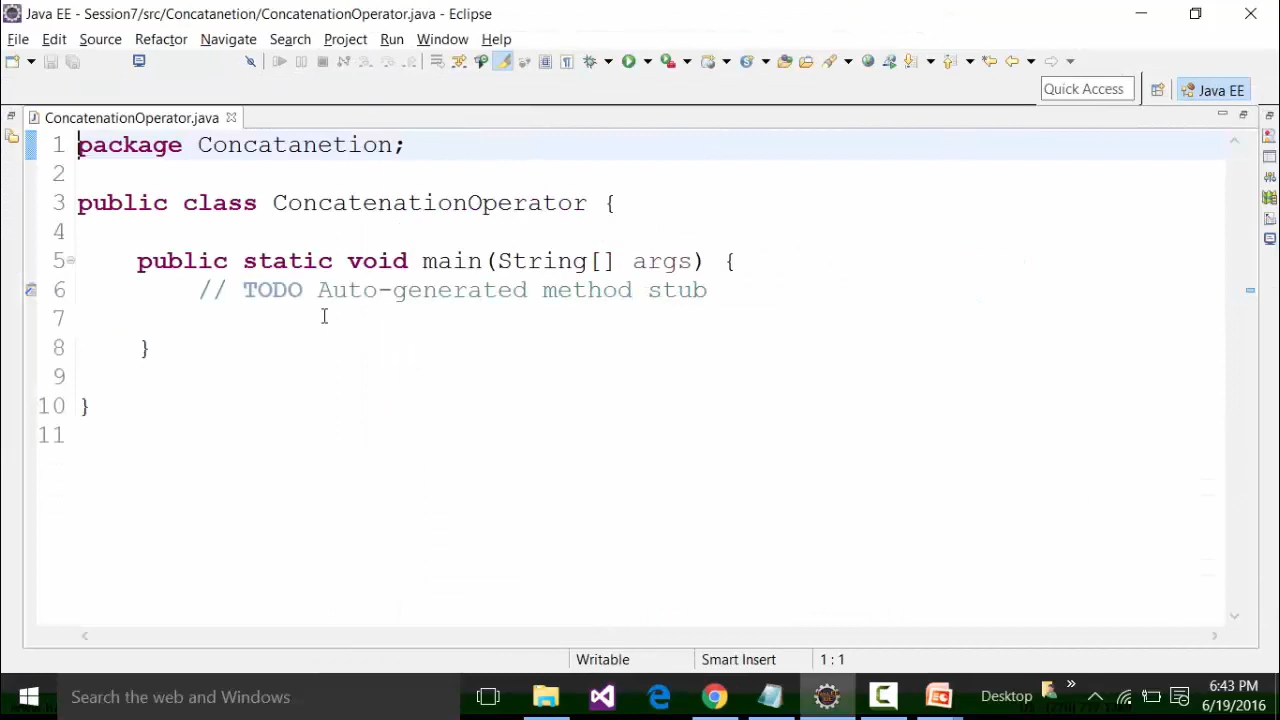 Java EE - Session7/src/Concatanetion/ConcatenationOperator.java - Eclipse
File Edit Source Refactor Navigate Search Project Run Window Help
Quick Access
Java EE
ConcatenationOperator.java
1 package Concatanetion;
2
3 public class ConcatenationOperator {
4
5 public static void main(String[] args) {
6 // TODO Auto-generated method stub
7
8 }
9
10 }
11
Writable Smart Insert 1 : 1
Search the web and Windows
Desktop
6:43 PM
6/19/2016